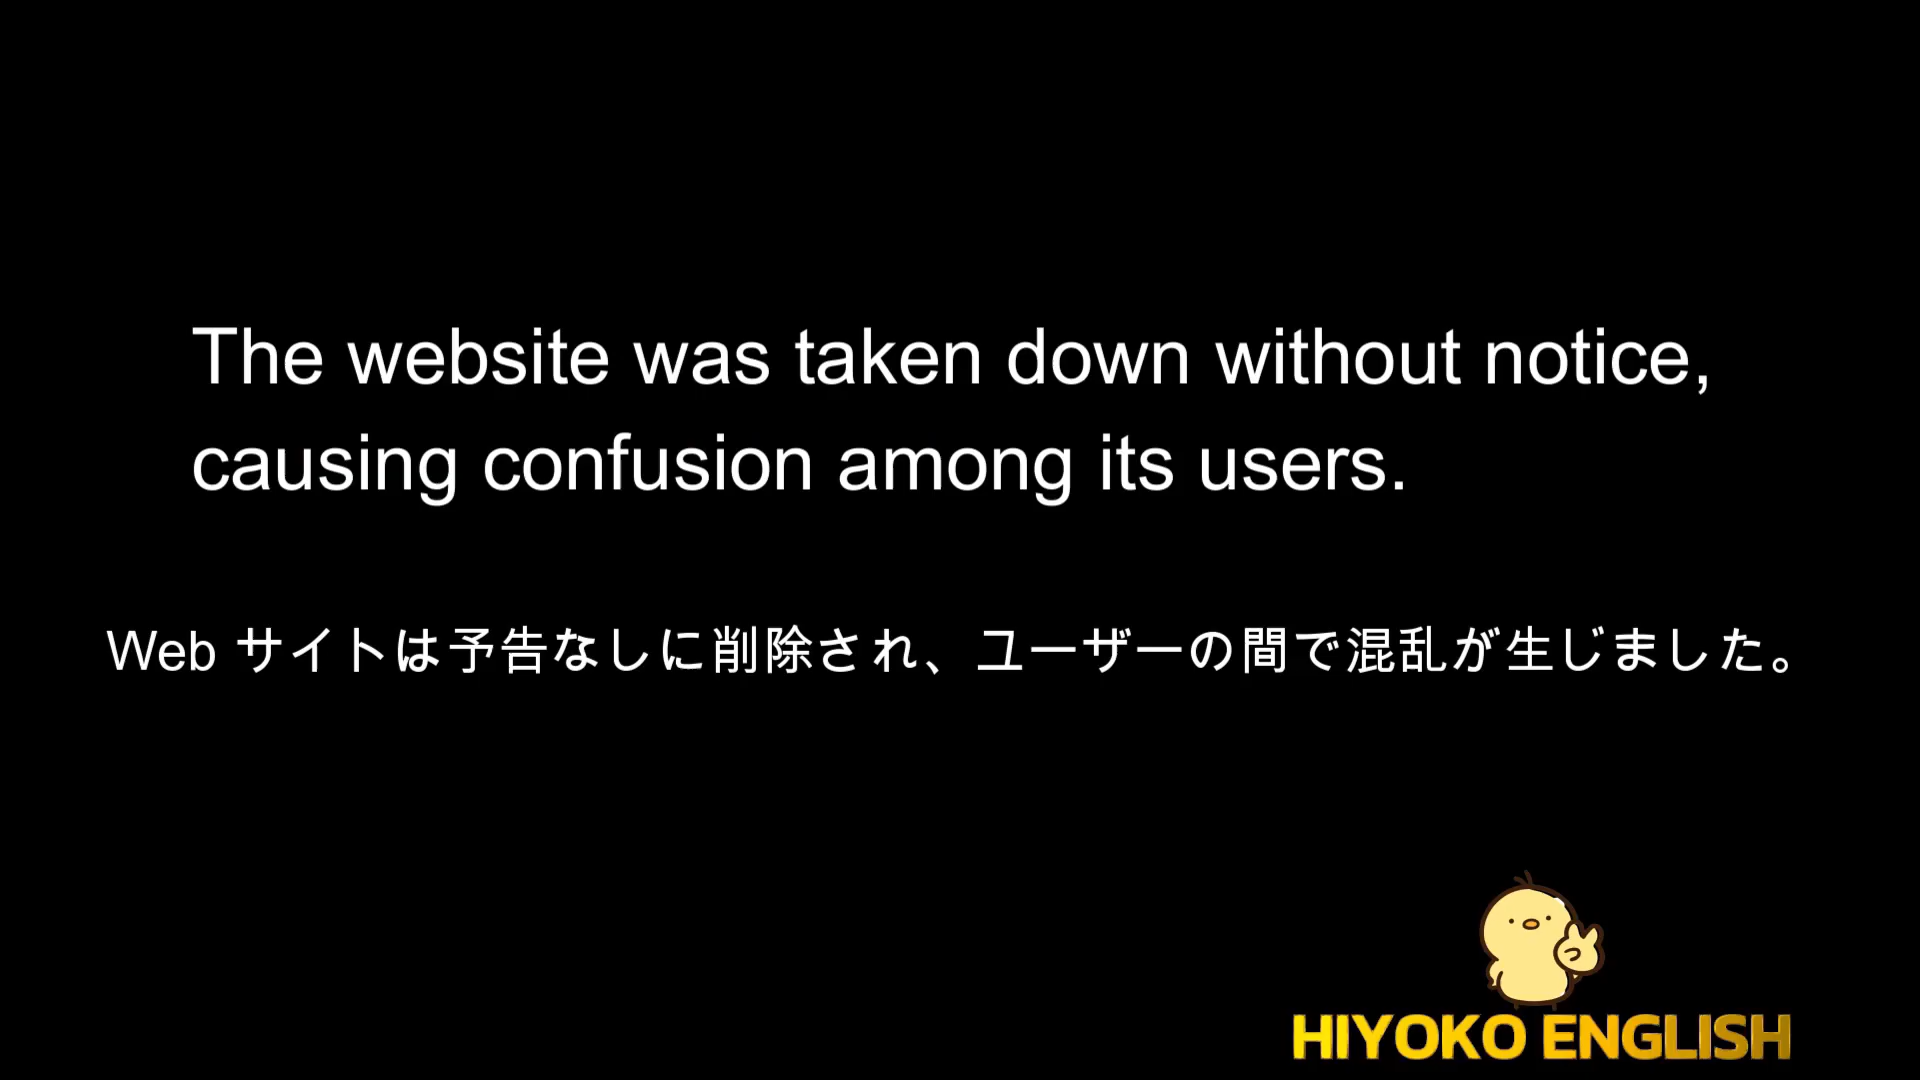 The website was taken down without notice,
causing confusion among its users.
Web サイトは予告なしに削除され、ユーザーの間で混乱が生じました。
HIYOKO ENGLISH